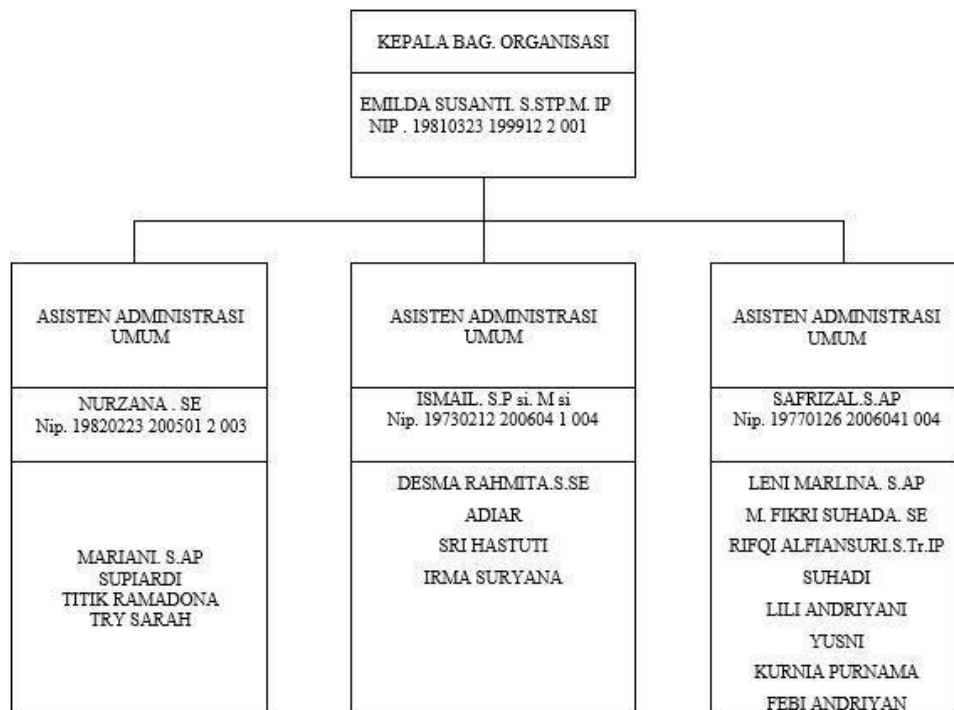 KEPALA BAG. ORGANISASI
EMILDA SUSANTI. S.STP.M. IP
NIP . 19810323 199912 2 001
ASISTEN ADMINISTRASI
UMUM
NURZANA . SE
Nip. 19820223 200501 2 003
MARIANI. S.AP
SUPIARDI
TITIK RAMADONA
TRY SARAH
ASISTEN ADMINISTRASI
UMUM
ISMAIL. S.P si. M si
Nip. 19730212 200604 1 004
DESMA RAHMITA.S.SE
ADIAR
SRI HASTUTI
IRMA SURYANA
ASISTEN ADMINISTRASI
UMUM
SAFRIZAL.S.AP
Nip. 19770126 2006041 004
LENI MARLINA. S.AP
M. FIKRI SUHADA. SE
RIFQI ALFIANSURI.S.Tr.IP
SUHADI
LILI ANDRIYANI
YUSNI
KURNIA PURNAMA
FEBI ANDRIYAN